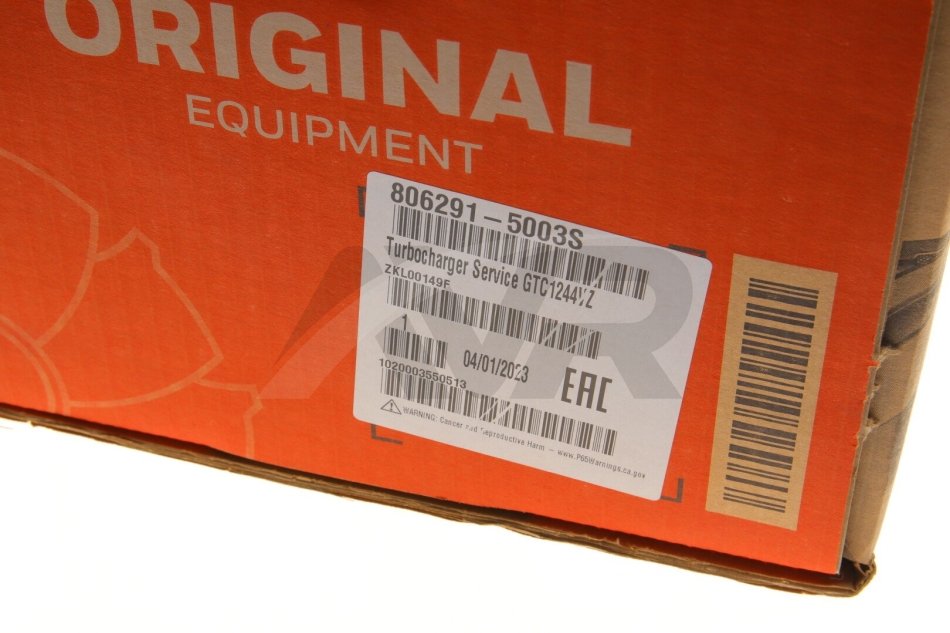 ORIGINAL
EQUIPMENT
806291-5003S
Turbocharger Service GTC1244VZ
ZKL00149F
1
04/01/2023
EAC
1020003550513
WARNING: Cancer and Reproductive Harm - www.P65Warnings.ca.gov